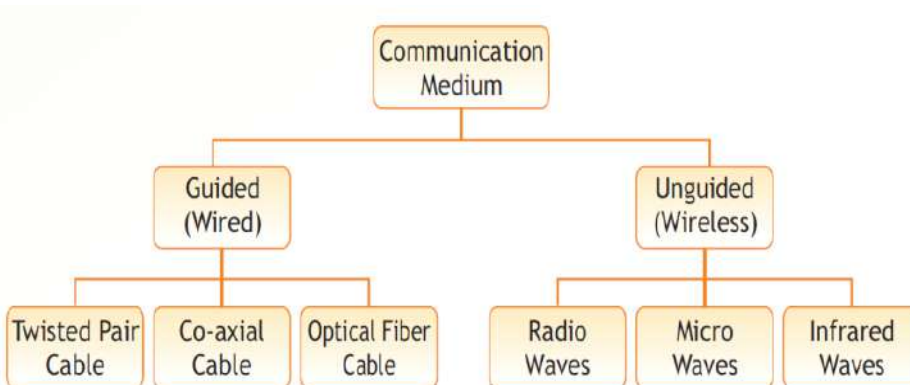 Communication
Medium
Guided
(Wired)
Unguided
(Wireless)
Twisted Pair
Cable
Co-axial
Cable
Optical Fiber
Cable
Radio
Waves
Micro
Waves
Infrared
Waves